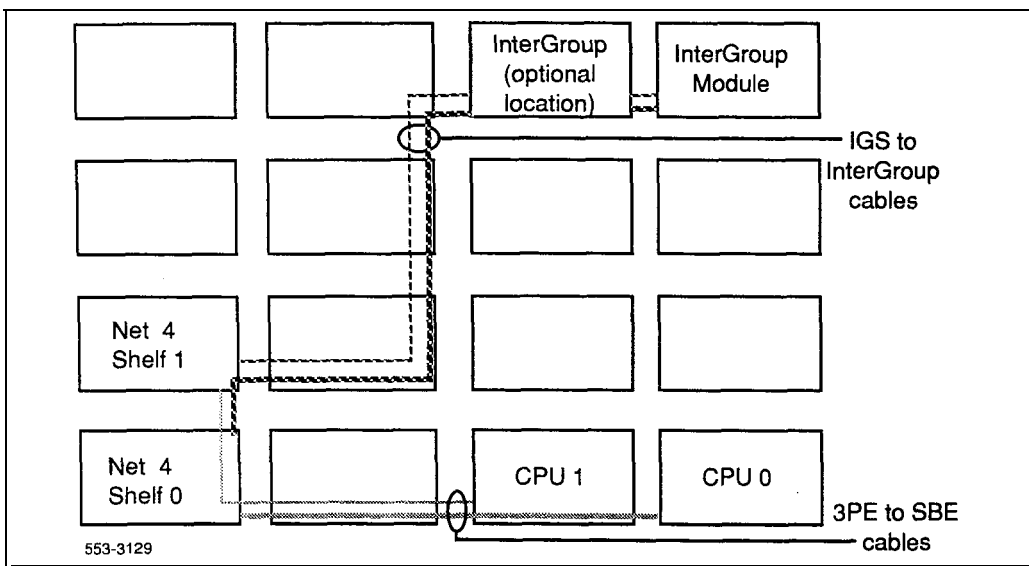 InterGroup
(optional
location)
InterGroup
Module
IGS to
InterGroup
cables
Net 4
Shelf 1
Net 4
Shelf 0
CPU 1
CPU 0
3PE to SBE
cables
553-3129